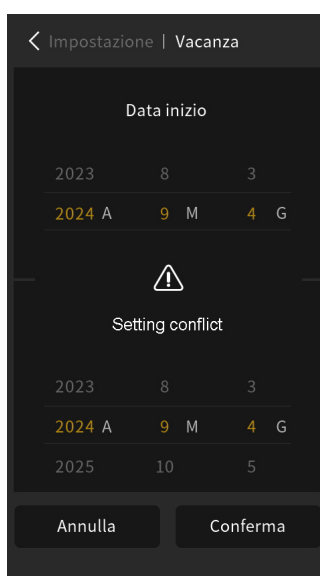 Impostazione | Vacanza
Data inizio
2023 8 3
2024 A 9 M 4 G
Setting conflict
2023 8 3
2024 A 9 M 4 G
2025 10 5
Annulla Conferma